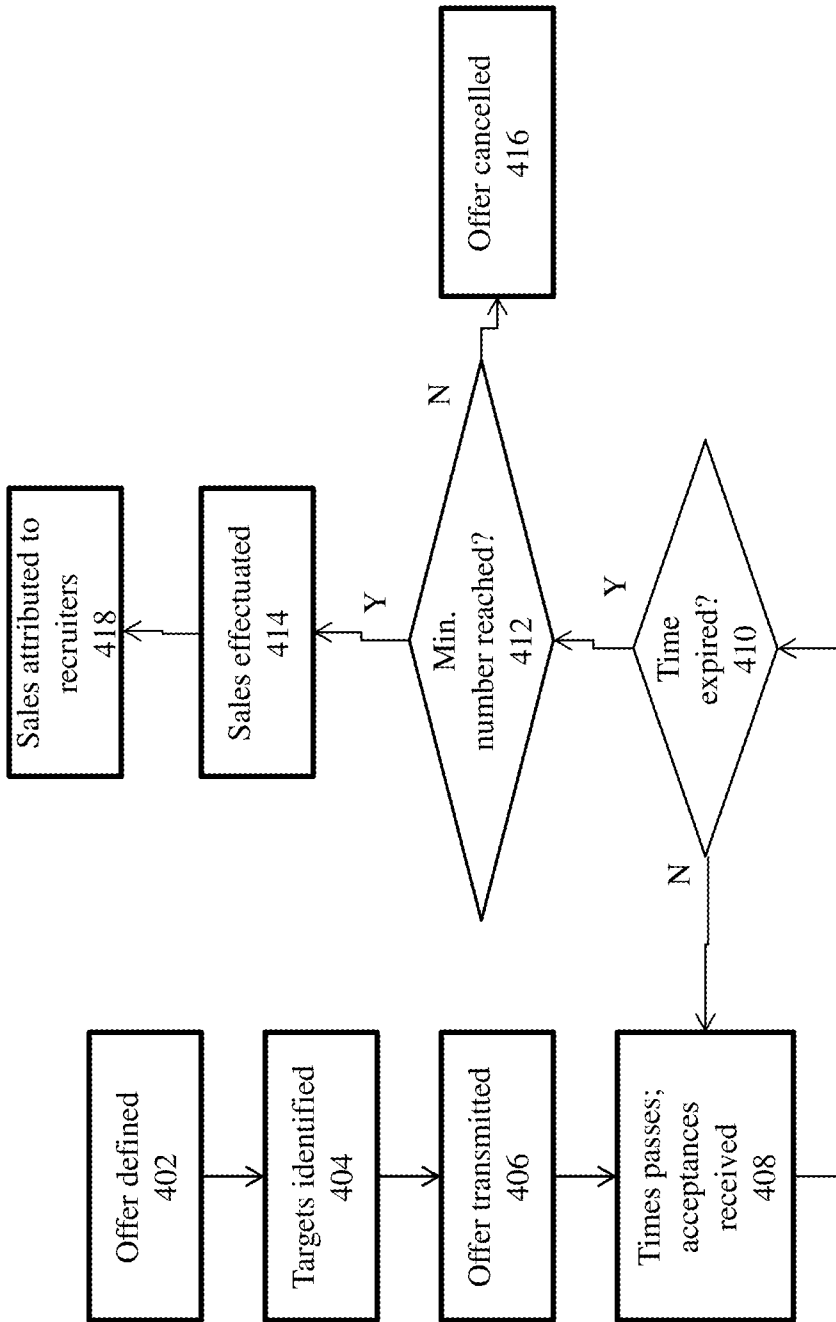 Offer defined
402
Targets identified
404
Offer transmitted
406
Times passes;
acceptances
received
408
N
Time
expired?
410
Y
Min.
number reached?
412
N
Offer cancelled
416
Y
Sales effectuated
414
Sales attributed to
recruiters
418